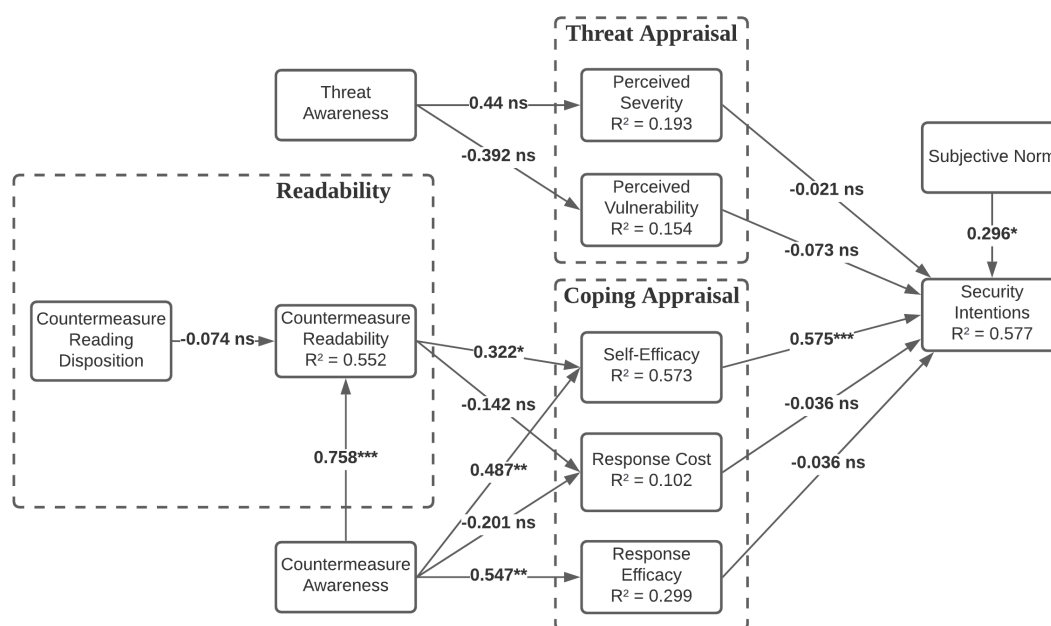 Threat Appraisal
Threat
Awareness
0.44 ns
-0.392 ns
Perceived
Severity
R² = 0.193
Perceived
Vulnerability
R² = 0.154
-0.021 ns
-0.073 ns
Subjective Norm
0.296*
Security
Intentions
R² = 0.577
Readability
Countermeasure
Reading
Disposition
-0.074 ns
Countermeasure
Readability
R² = 0.552
0.758***
Countermeasure
Awareness
0.322*
-0.142 ns
0.487**
-0.201 ns
0.547**
Coping Appraisal
Self-Efficacy
R² = 0.573
Response Cost
R² = 0.102
Response
Efficacy
R² = 0.299
0.575***
-0.036 ns
-0.036 ns